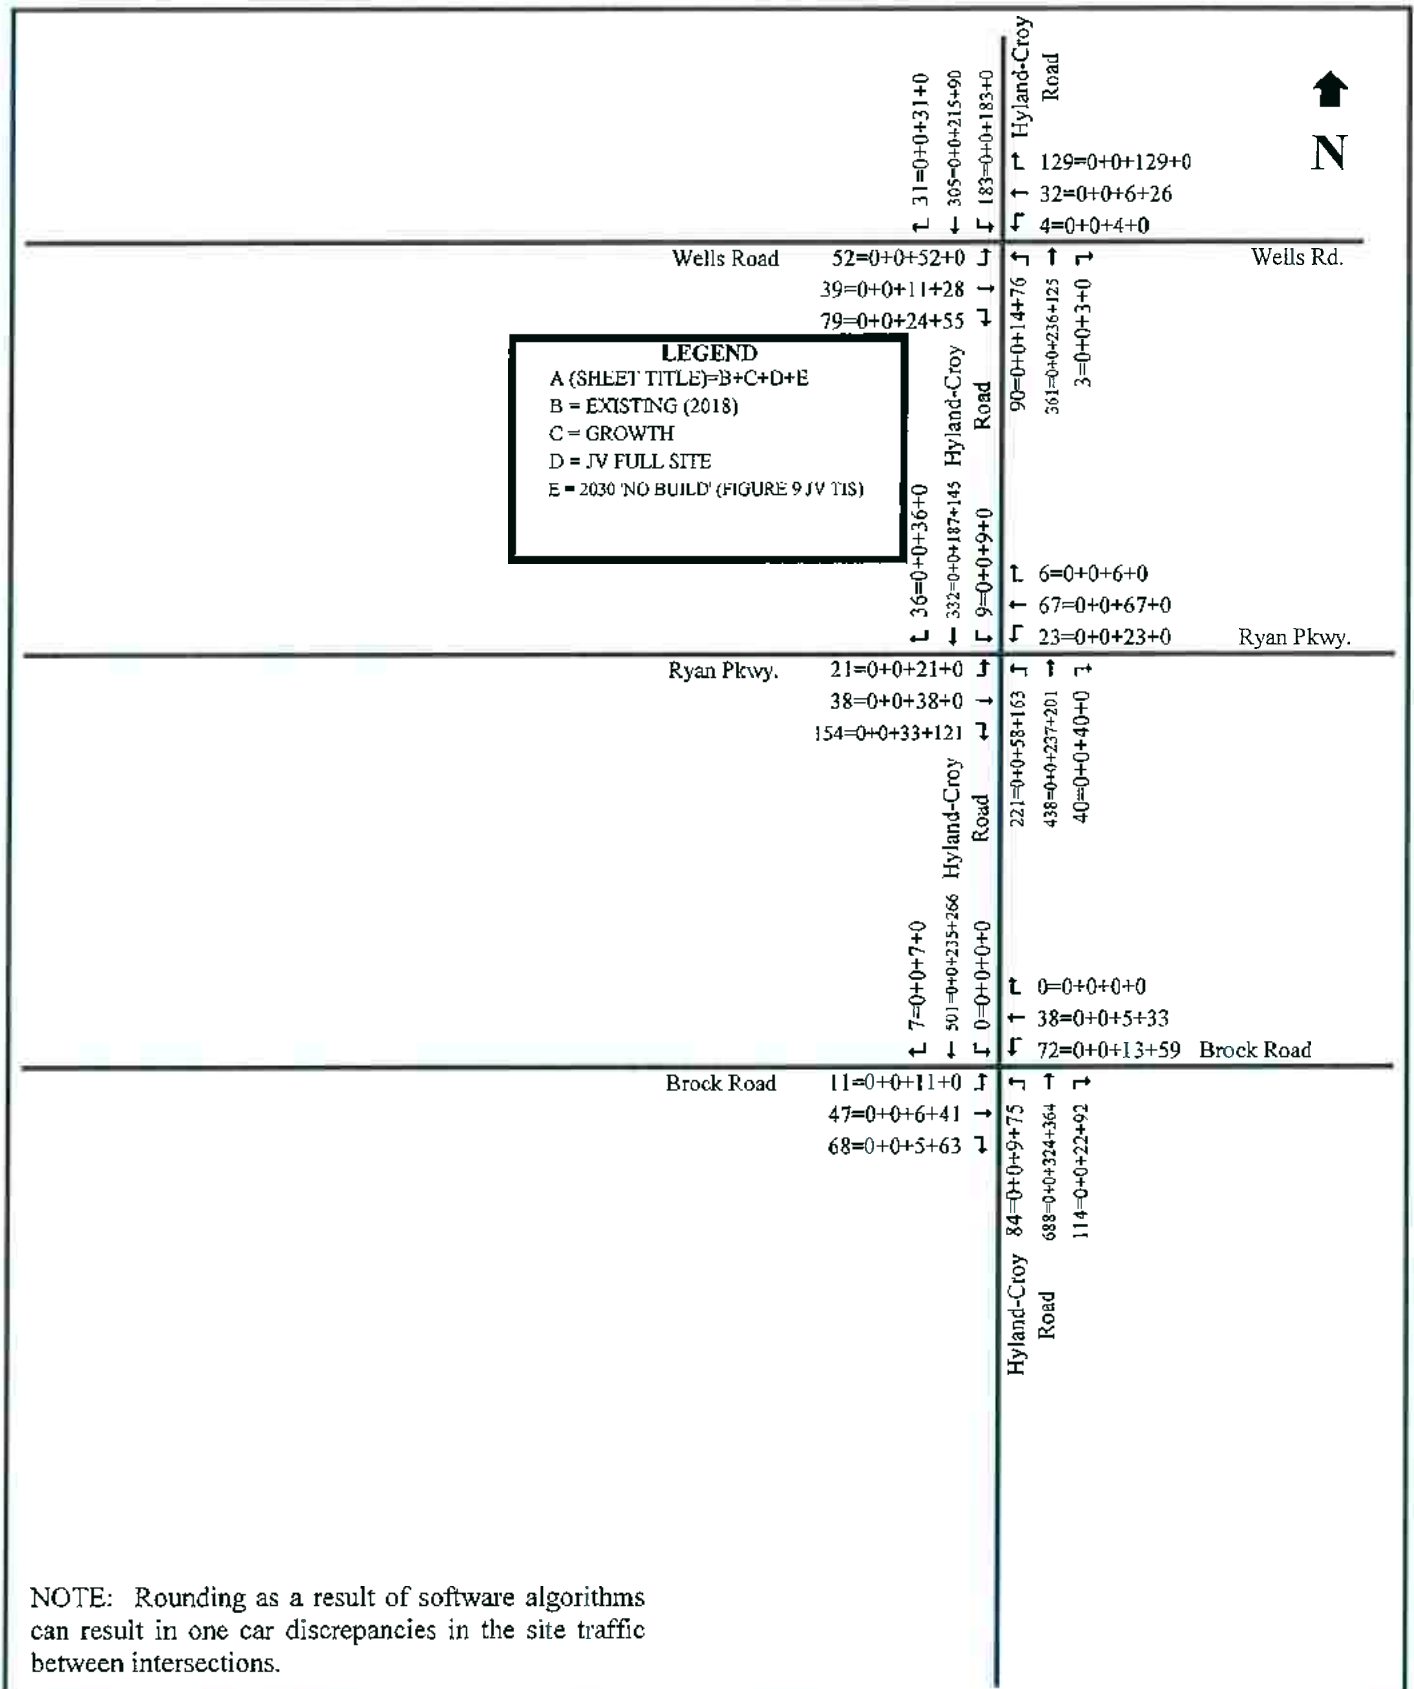 Hyland-Croy
Road
N
31=0+0+31+0
305=0+0+215+90
183=0+0+183+0
129=0+0+129+0
32=0+0+6+26
4=0+0+4+0
Wells Road
52=0+0+52+0
39=0+0+11+28
79=0+0+24+55
Wells Rd.
90=0+0+14+76
361=0+0+236+125
3=0+0+3+0
LEGEND
A (SHEET TITLE)=B+C+D+E
B = EXISTING (2018)
C = GROWTH
D = JV FULL SITE
E = 2030 'NO BUILD' (FIGURE 9 JV TIS)
Hyland-Croy
Road
36=0+0+36+0
332=0+0+187+145
9=0+0+9+0
6=0+0+6+0
67=0+0+67+0
23=0+0+23+0
Ryan Pkwy.
Ryan Pkwy.
21=0+0+21+0
38=0+0+38+0
154=0+0+33+121
221=0+0+58+163
438=0+0+237+201
40=0+0+40+0
Hyland-Croy
Road
7=0+0+7+0
501=0+0+235+266
0=0+0+0+0
0=0+0+0+0
38=0+0+5+33
72=0+0+13+59
Brock Road
Brock Road
11=0+0+11+0
47=0+0+6+41
68=0+0+5+63
84=0+0+9+75
688=0+0+324+364
114=0+0+22+92
Hyland-Croy
Road
NOTE: Rounding as a result of software algorithms
can result in one car discrepancies in the site traffic
between intersections.